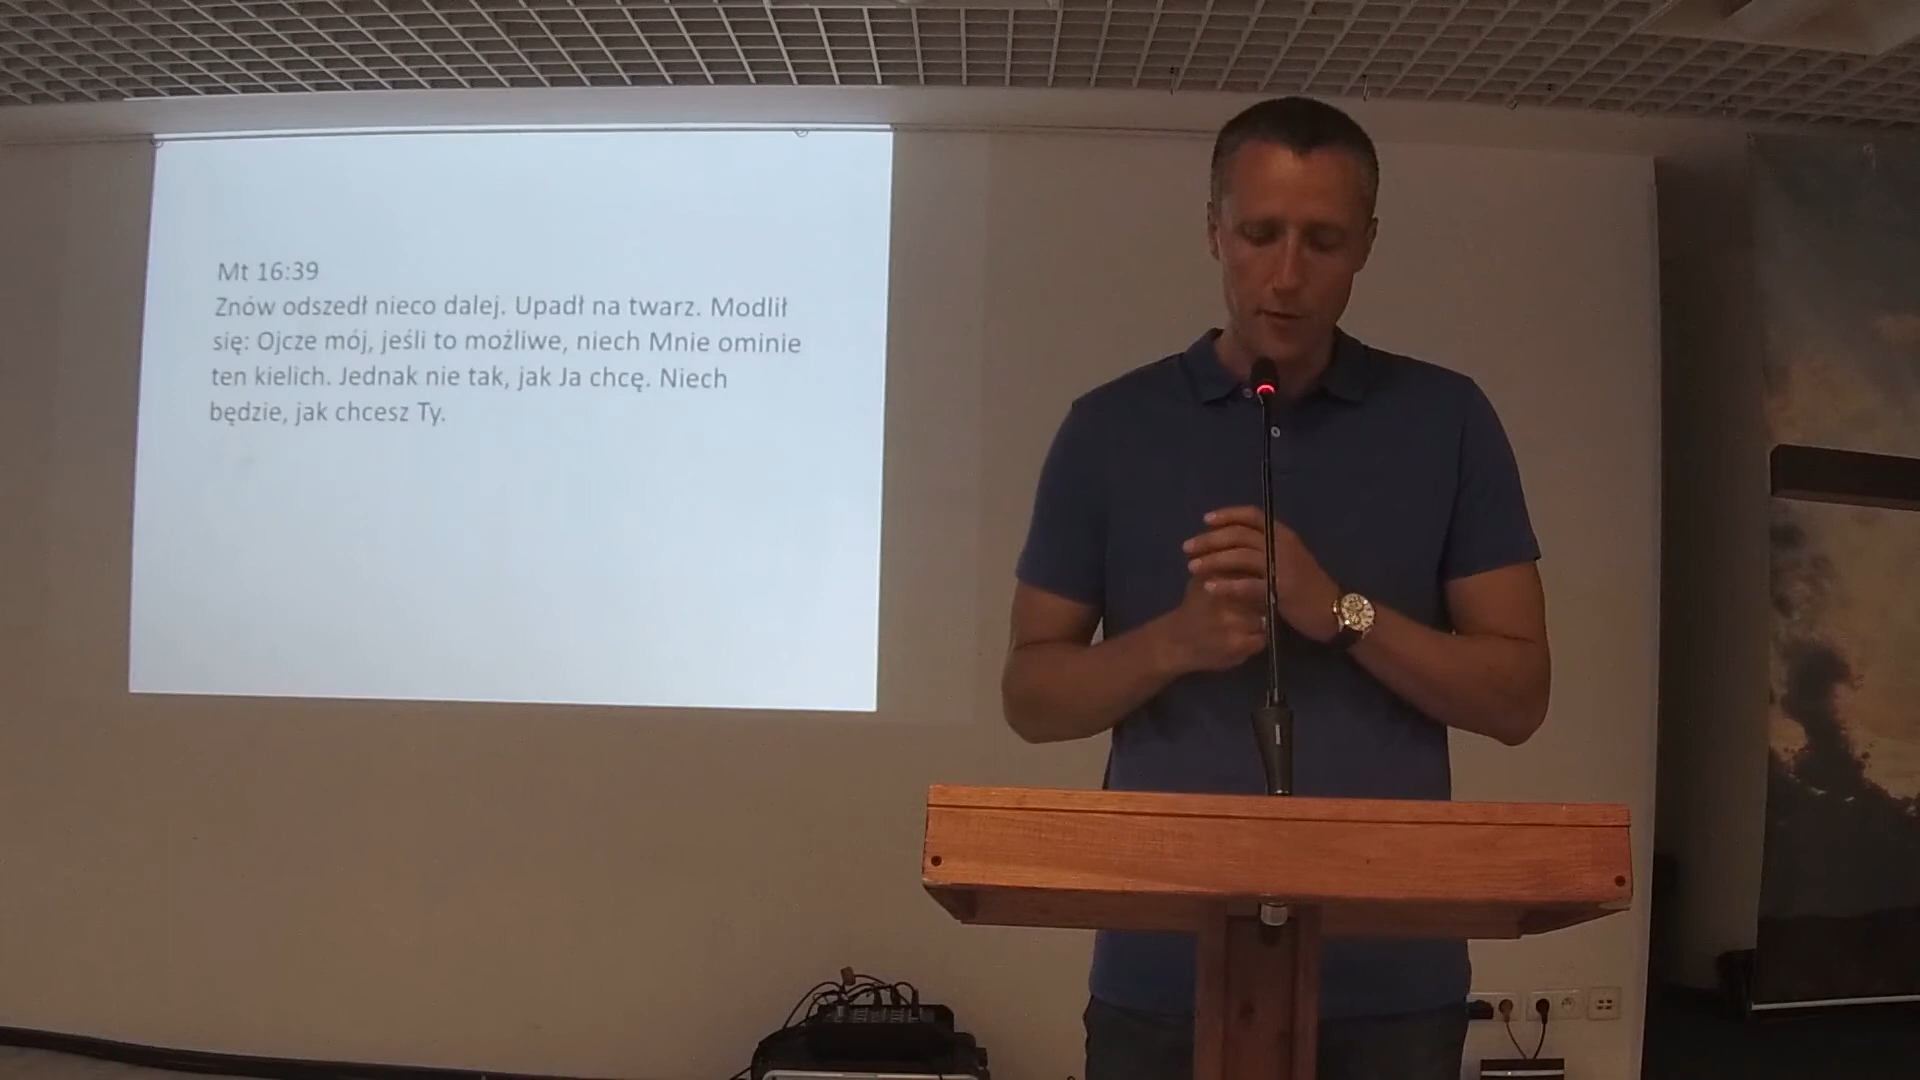 Mt 16:39
Znów odszedł nieco dalej. Upadł na twarz. Modlił
się: Ojcze mój, jeśli to możliwe, niech Mnie ominie
ten kielich. Jednak nie tak, jak Ja chcę. Niech
będzie, jak chcesz Ty.